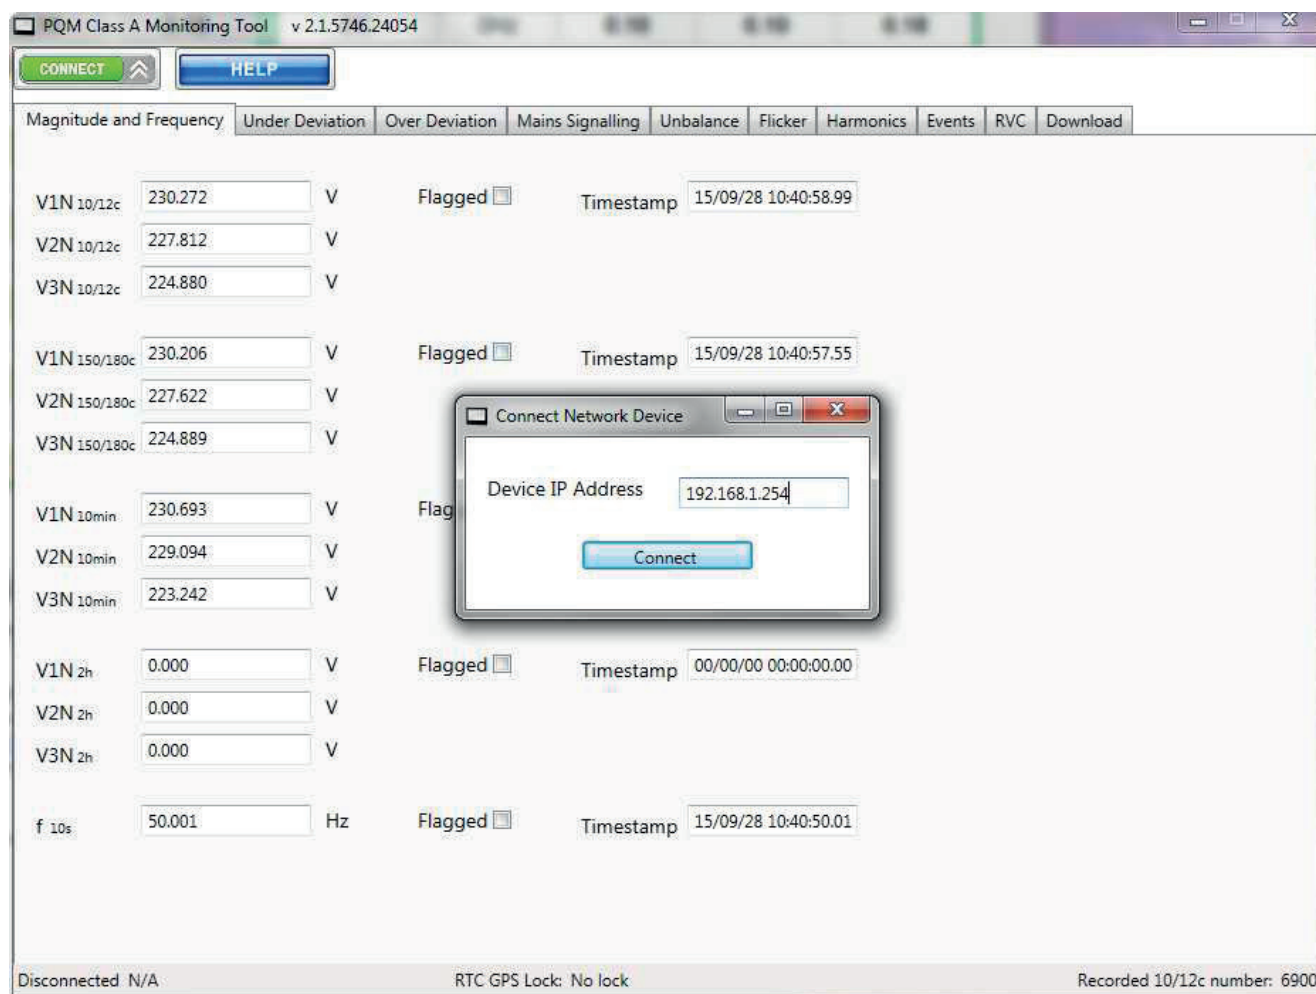 PQM Class A Monitoring Tool v 2.1.5746.24054
CONNECT HELP
Magnitude and Frequency Under Deviation Over Deviation Mains Signalling Unbalance Flicker Harmonics Events RVC Download
V1N 10/12c 230.272 V Flagged Timestamp 15/09/28 10:40:58.99
V2N 10/12c 227.812 V
V3N 10/12c 224.880 V
V1N 150/180c 230.206 V Flagged Timestamp 15/09/28 10:40:57.55
V2N 150/180c 227.622 V
V3N 150/180c 224.889 V
Connect Network Device
Device IP Address 192.168.1.254
Connect
V1N 10min 230.693 V Flag
V2N 10min 229.094 V
V3N 10min 223.242 V
V1N 2h 0.000 V Flagged Timestamp 00/00/00 00:00:00.00
V2N 2h 0.000 V
V3N 2h 0.000 V
f 10s 50.001 Hz Flagged Timestamp 15/09/28 10:40:50.01
Disconnected N/A RTC GPS Lock: No lock Recorded 10/12c number: 6900